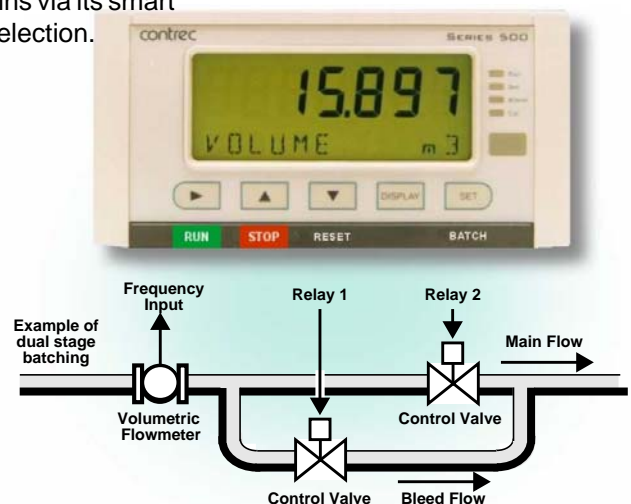 ns via its smart
election.
contrec SERIES 500
15.897
VOLUME m3
DISPLAY SET
RUN STOP RESET BATCH
Frequency
Input
Relay 1
Relay 2
Example of
dual stage
batching
Main Flow
Volumetric
Flowmeter
Control Valve
Control Valve
Bleed Flow